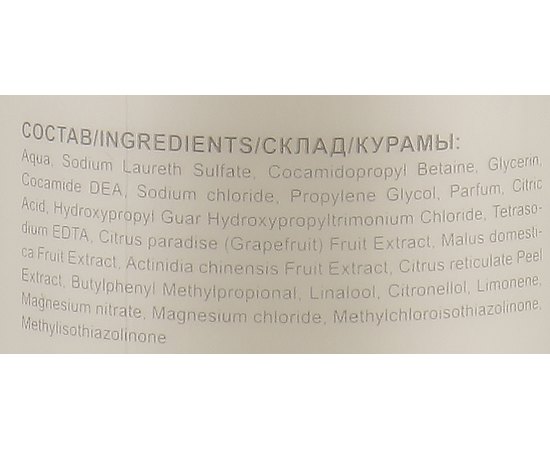 СОСТАВ/INGREDIENTS/СКЛАД/КУРАМЫ:
Aqua, Sodium Laureth Sulfate, Cocamidopropyl Betaine, Glycerin,
Cocamide DEA, Sodium chloride, Propylene Glycol, Parfum, Citric
Acid, Hydroxypropyl Guar Hydroxypropyltrimonium Chloride, Tetraso-
dium EDTA, Citrus paradise (Grapefruit) Fruit Extract, Malus domesti-
ca Fruit Extract, Actinidia chinensis Fruit Extract, Citrus reticulate Peel
Extract, Butylphenyl Methylpropional, Linalool, Citronellol, Limonene,
Magnesium nitrate, Magnesium chloride, Methylchloroisothiazolinone,
Methylisothiazolinone